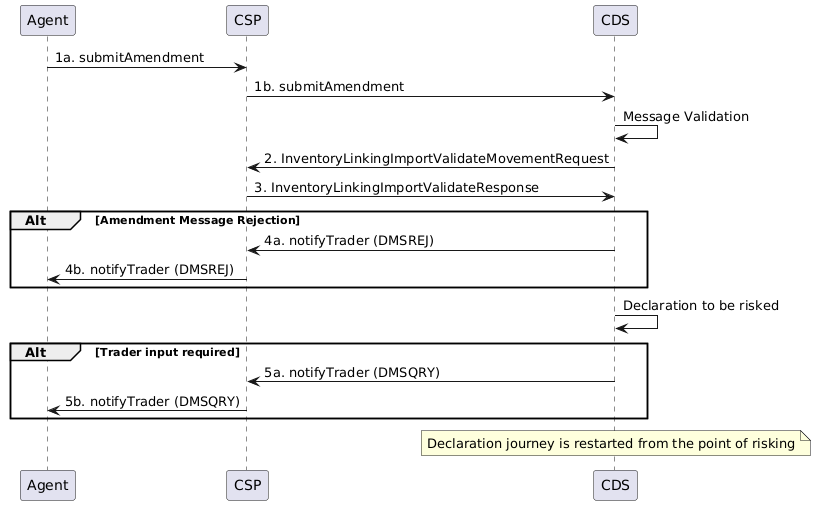 Agent CSP CDS
1a. submitAmendment
1b. submitAmendment
Message Validation
2. InventoryLinkingImportValidateMovementRequest
3. InventoryLinkingImportValidateResponse
Alt [Amendment Message Rejection]
4a. notifyTrader (DMSREJ)
4b. notifyTrader (DMSREJ)
Declaration to be risked
Alt [Trader input required]
5a. notifyTrader (DMSQRY)
5b. notifyTrader (DMSQRY)
Declaration journey is restarted from the point of risking
Agent CSP CDS